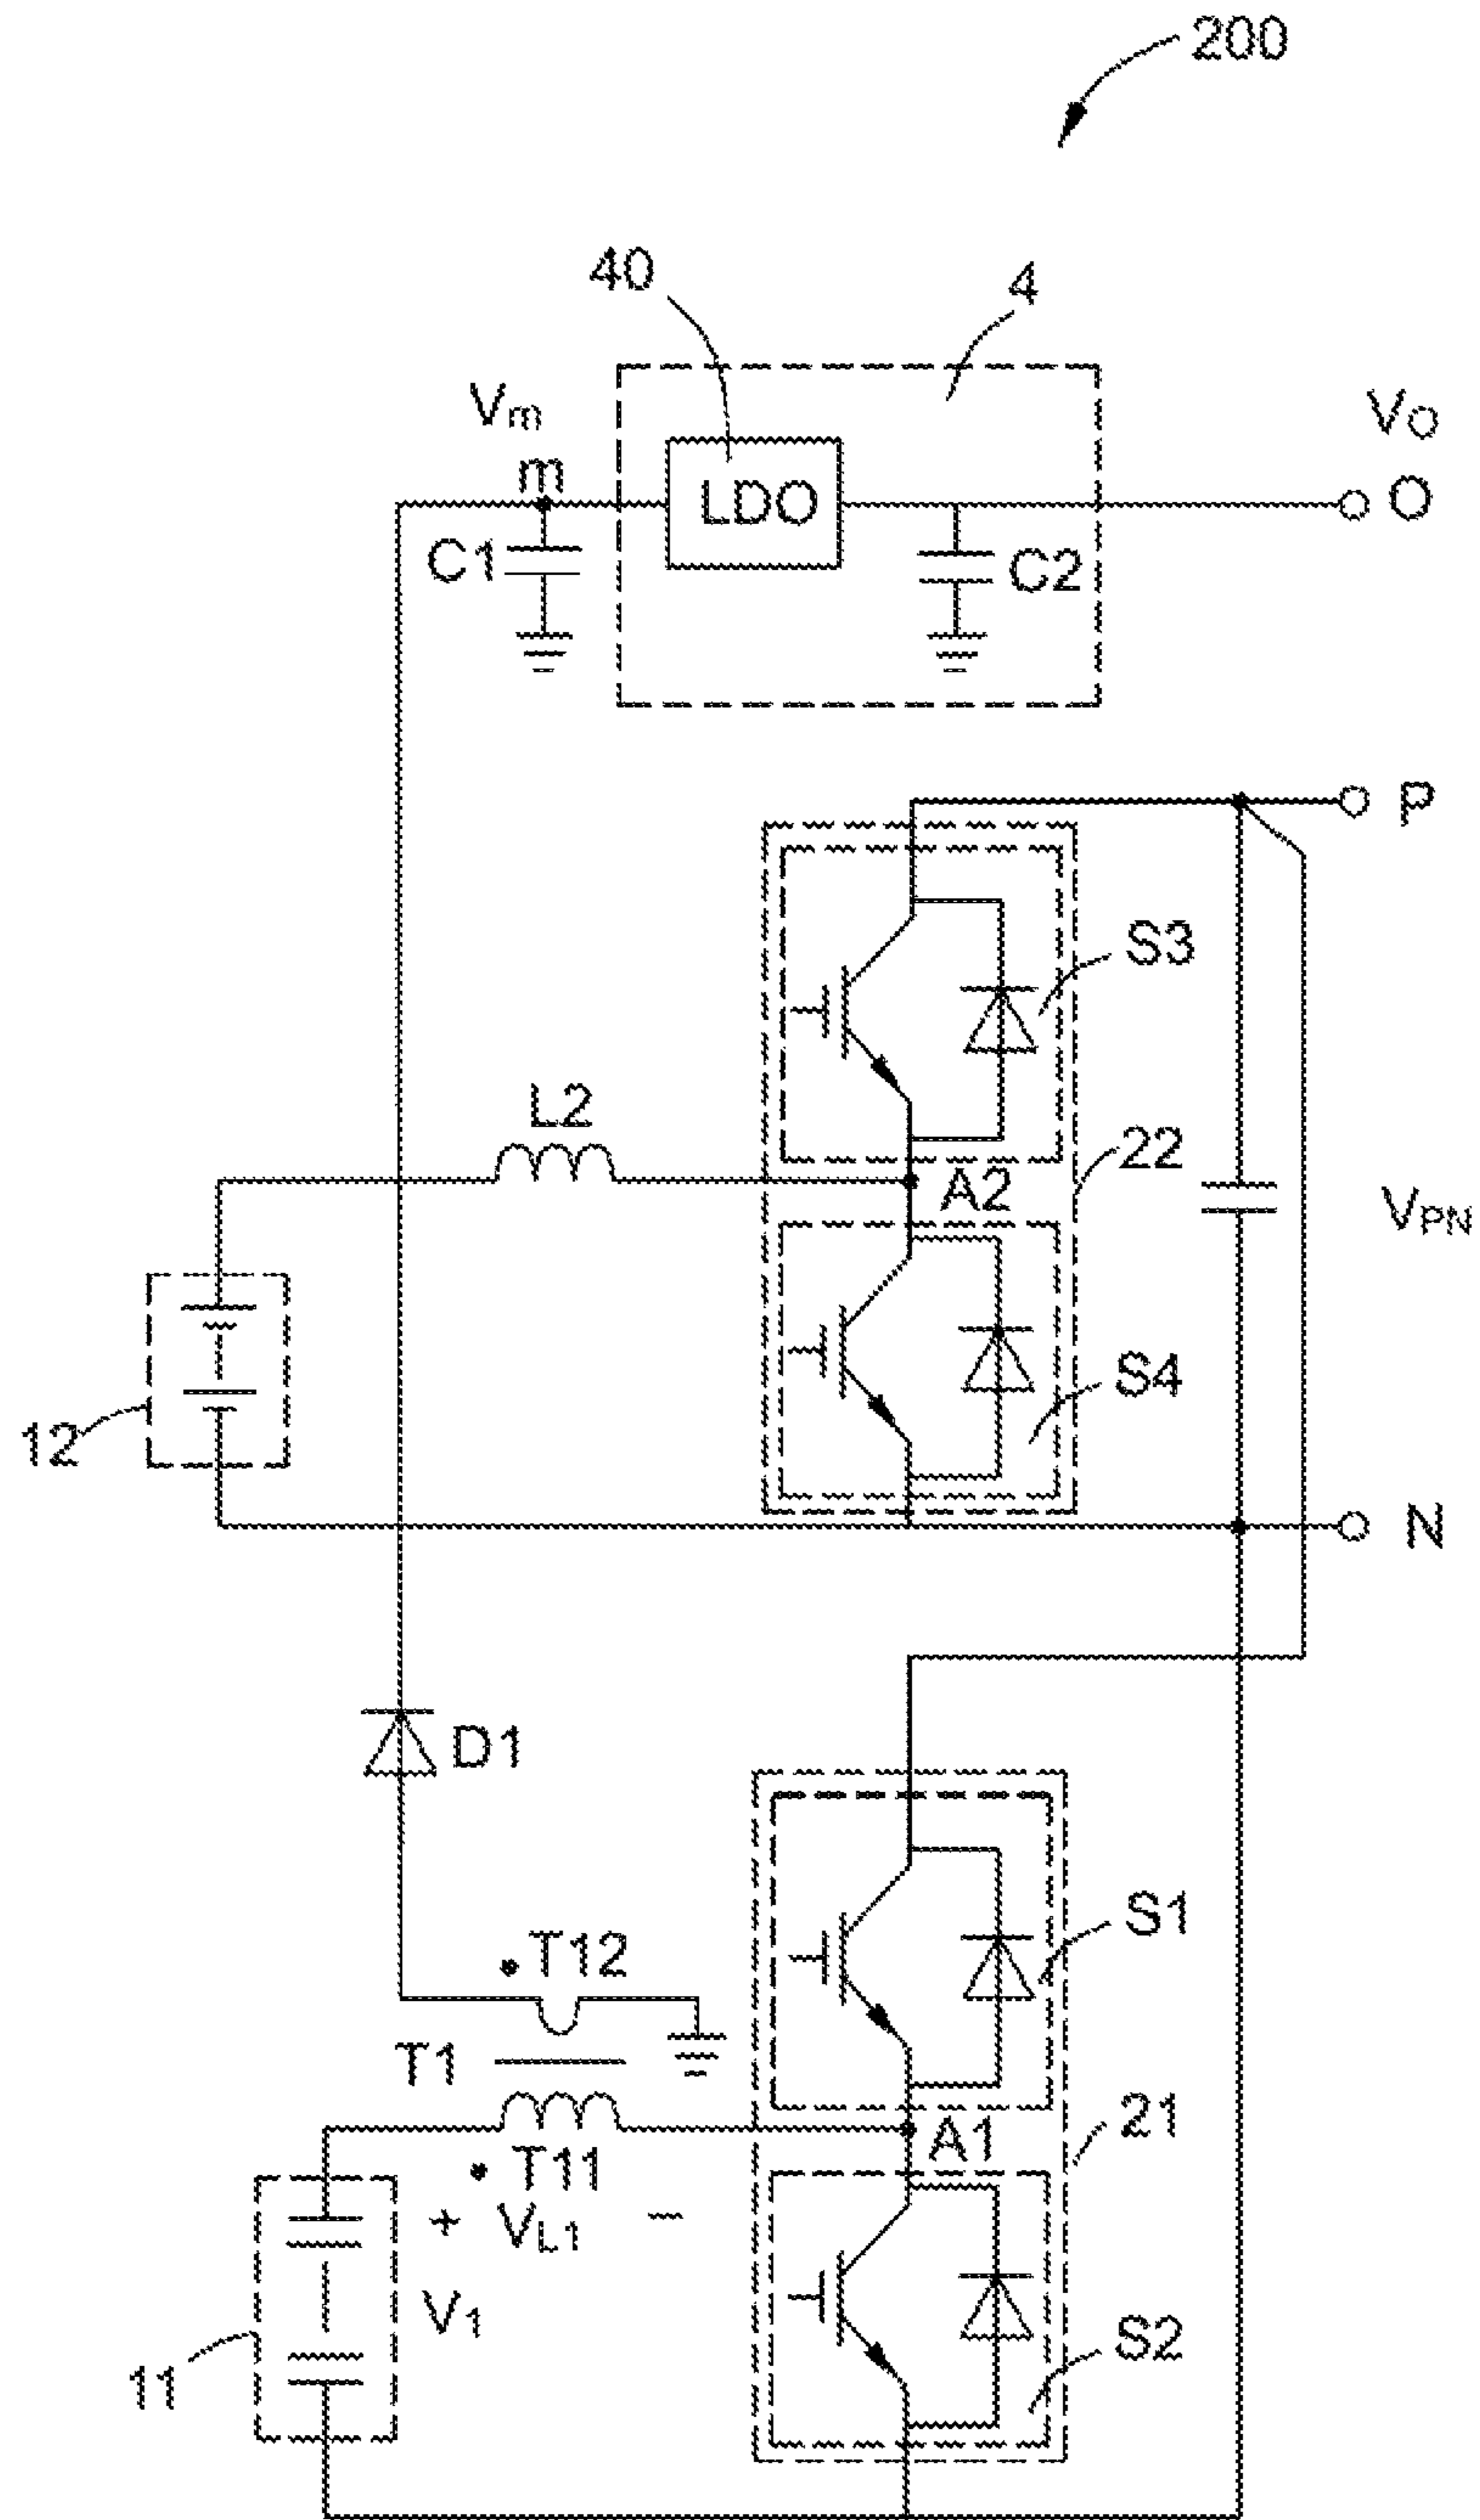 200
40
4
Vm
m
LDO
VO
O
C1
C2
P
S3
L2
22
A2
VPN
S4
12
N
D1
S1
T12
T1
21
A1
T11
+ VL1 –
V1
S2
11